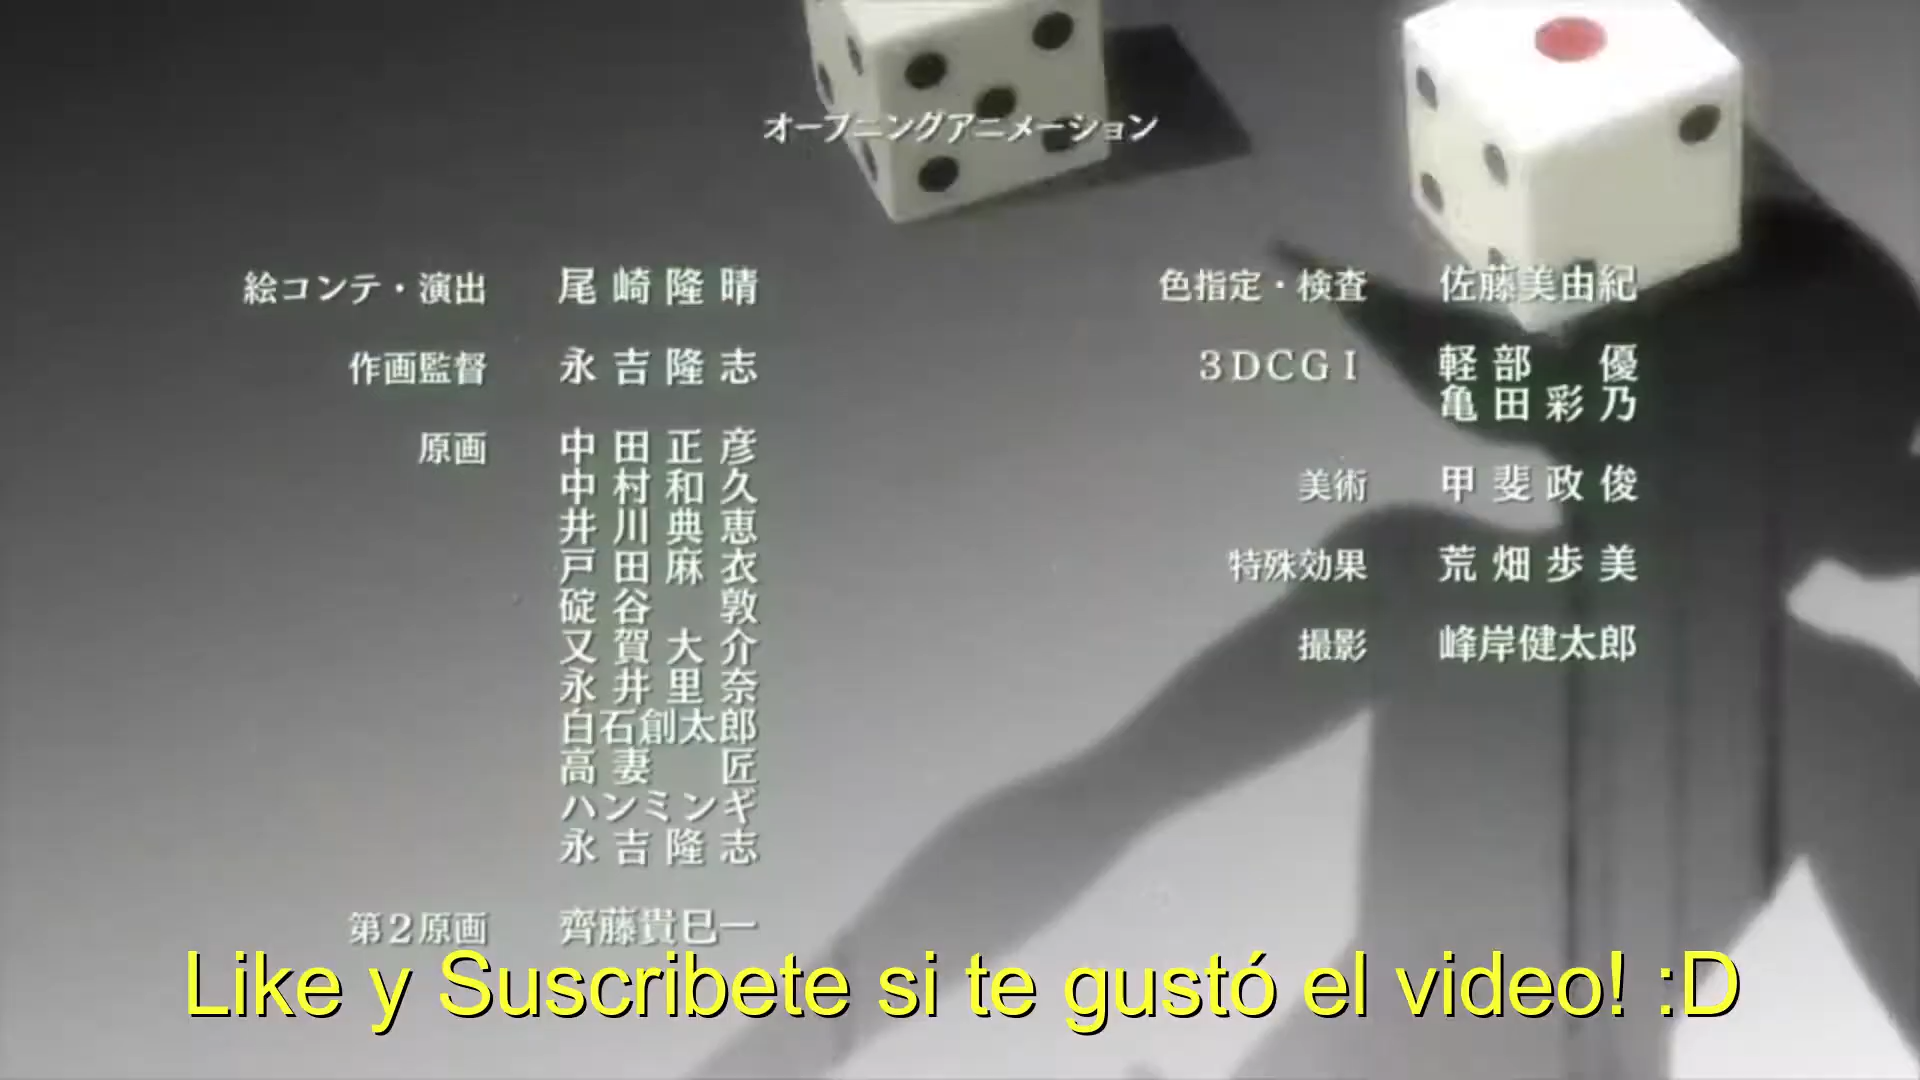 オープニングアニメーション
絵コンテ・演出 尾崎隆晴
作画監督 永吉隆志
原画 中田正彦
中村和久
井川典恵
戸田麻衣
碇谷 敦
又賀大介
永井里奈
白石創太郎
高妻 匠
ハンミンギ
永吉隆志
第2原画 齊藤貴巳一
色指定・検査 佐藤美由紀
3DCGI 軽部 優
亀田彩乃
美術 甲斐政俊
特殊効果 荒畑歩美
撮影 峰岸健太郎
Like y Suscribete si te gustó el video! :D